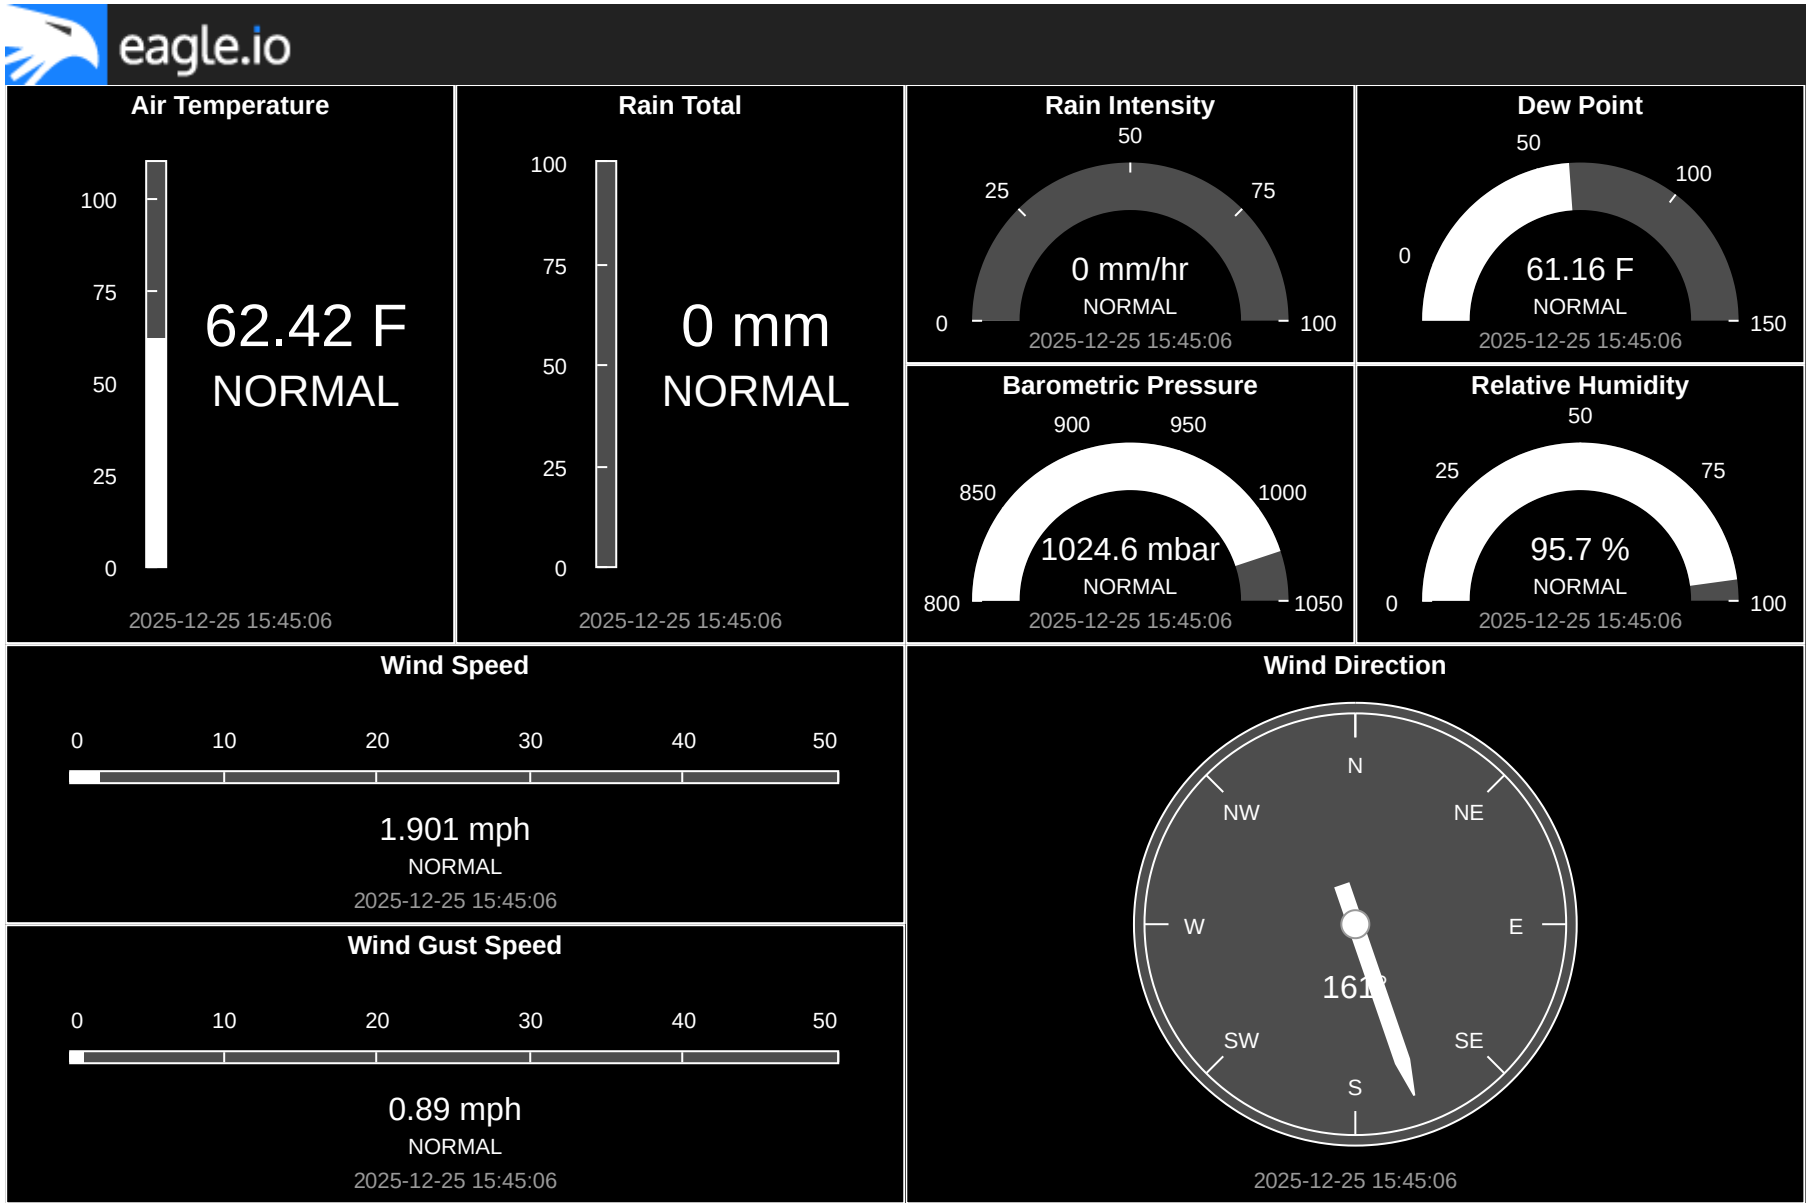 eagle.io
Air Temperature
100
75
50
25
0
62.42 F
NORMAL
2025-12-25 15:45:06
Rain Total
100
75
50
25
0
0 mm
NORMAL
2025-12-25 15:45:06
Rain Intensity
50
25
75
0
100
0 mm/hr
NORMAL
2025-12-25 15:45:06
Dew Point
50
100
0
150
61.16 F
NORMAL
2025-12-25 15:45:06
Barometric Pressure
900
950
850
1000
800
1050
1024.6 mbar
NORMAL
2025-12-25 15:45:06
Relative Humidity
50
25
75
0
100
95.7 %
NORMAL
2025-12-25 15:45:06
Wind Speed
0 10 20 30 40 50
1.901 mph
NORMAL
2025-12-25 15:45:06
Wind Gust Speed
0 10 20 30 40 50
0.89 mph
NORMAL
2025-12-25 15:45:06
Wind Direction
N
NW NE
W E
161°
SW SE
S
2025-12-25 15:45:06